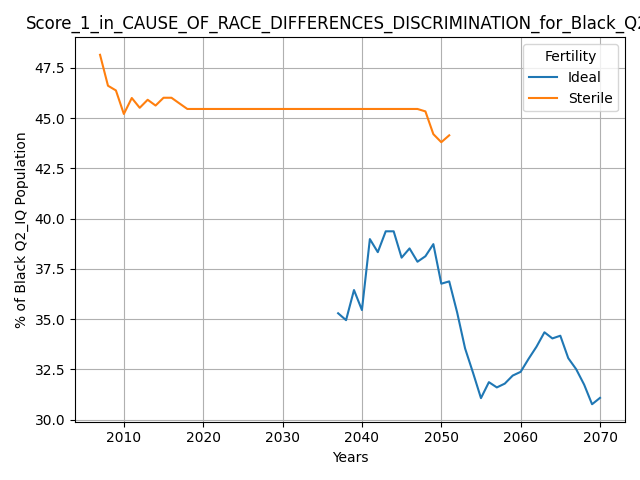 Score_1_in_CAUSE_OF_RACE_DIFFERENCES_DISCRIMINATION_for_Black_Q2
Fertility
Ideal
Sterile
% of Black Q2_IQ Population
47.5
45.0
42.5
40.0
37.5
35.0
32.5
30.0
2010 2020 2030 2040 2050 2060 2070
Years